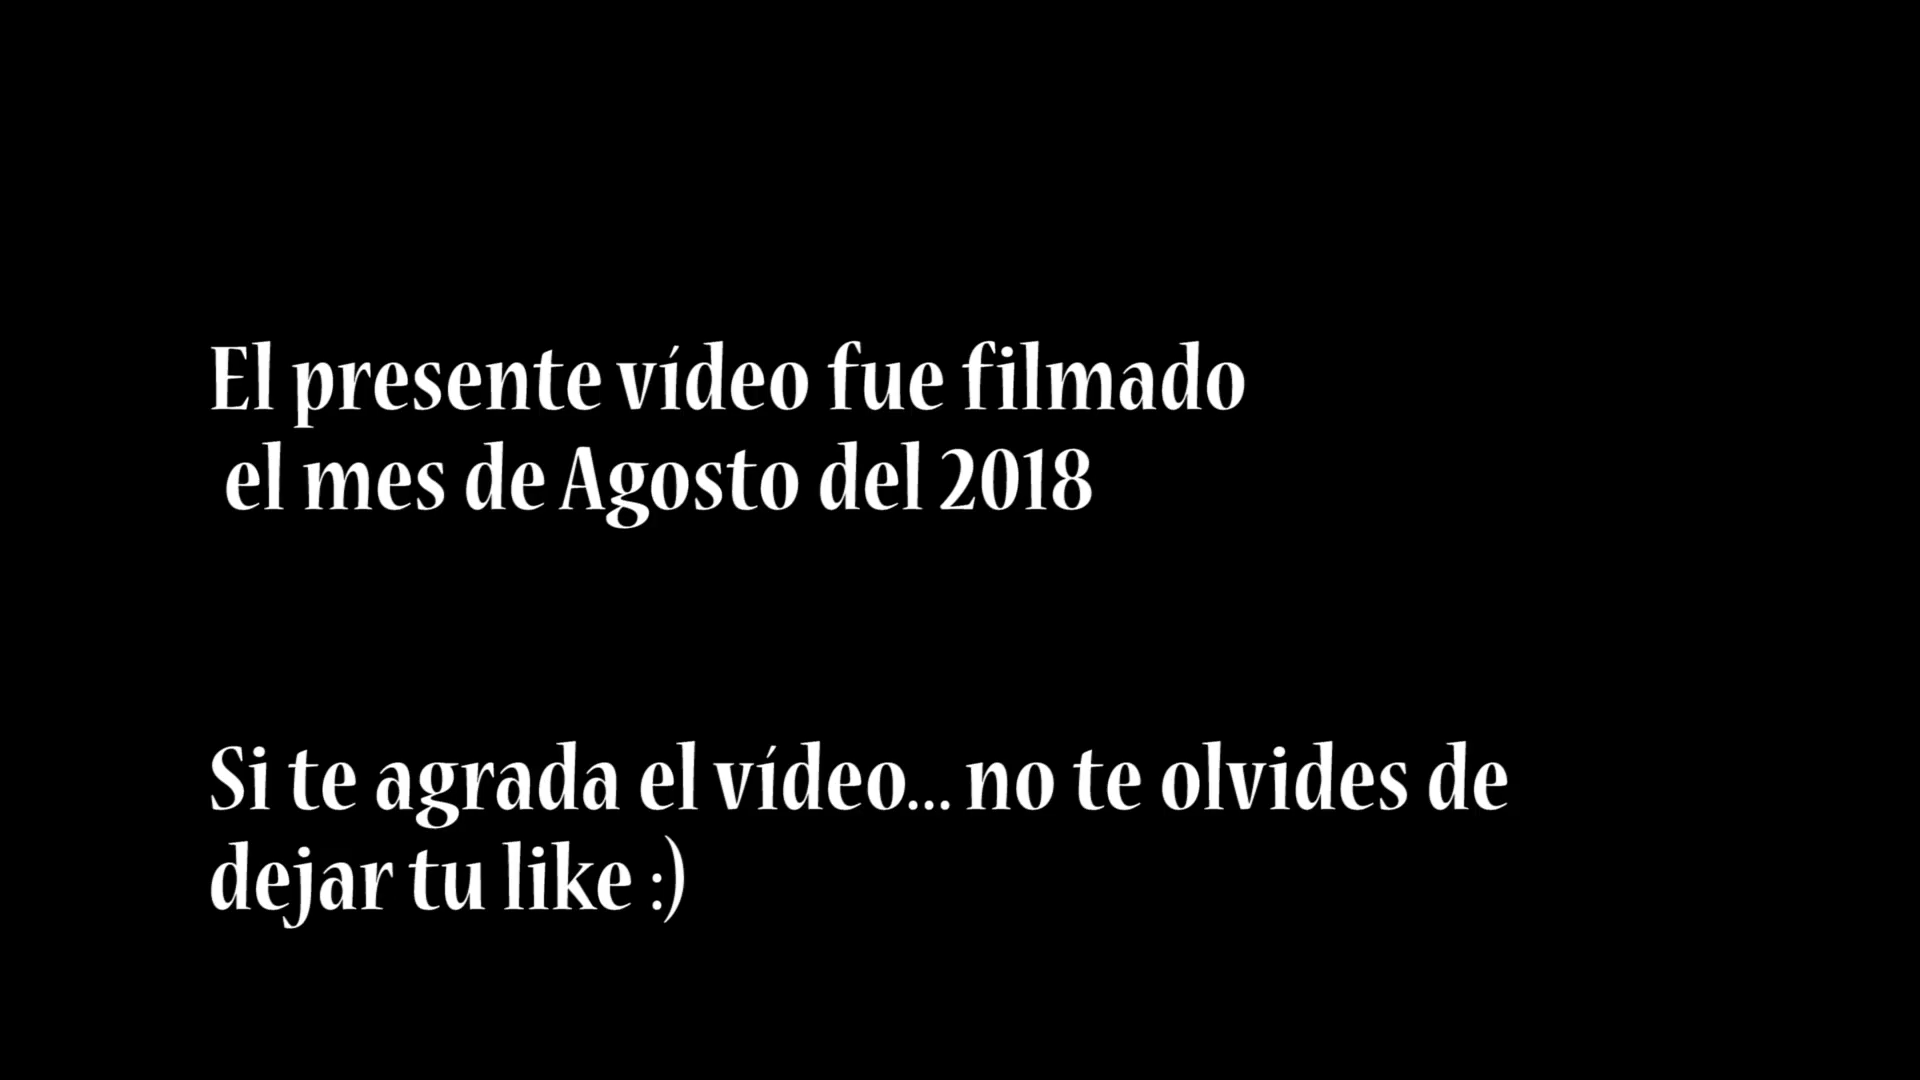 El presente vídeo fue filmado
el mes de Agosto del 2018
Si te agrada el vídeo... no te olvides de
dejar tu like :)